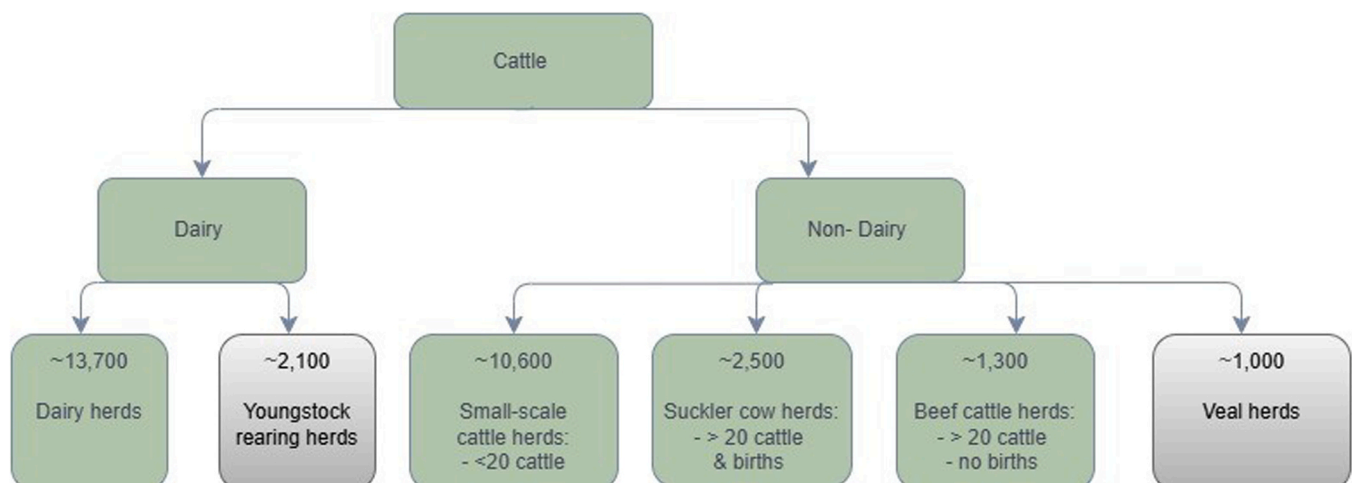 Cattle
Dairy
Non- Dairy
~13,700
Dairy herds
~2,100
Youngstock
rearing herds
~10,600
Small-scale
cattle herds:
- <20 cattle
~2,500
Suckler cow herds:
- > 20 cattle
& births
~1,300
Beef cattle herds:
- > 20 cattle
- no births
~1,000
Veal herds